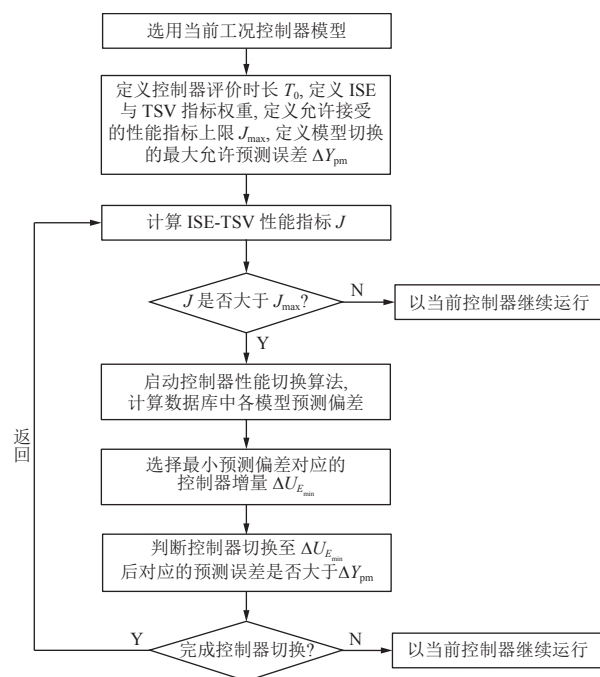 选用当前工况控制器模型
定义控制器评价时长 T₀, 定义 ISE
与 TSV 指标权重, 定义允许接受
的性能指标上限 Jmax, 定义模型切换
的最大允许预测误差 ΔYpm
计算 ISE-TSV 性能指标 J
J 是否大于 Jmax?
N
以当前控制器继续运行
Y
启动控制器性能切换算法,
计算数据库中各模型预测偏差
返回
选择最小预测偏差对应的
控制器增量 ΔUEmin
判断控制器切换至 ΔUEmin
后对应的预测误差是否大于ΔYpm
Y
完成控制器切换?
N
以当前控制器继续运行